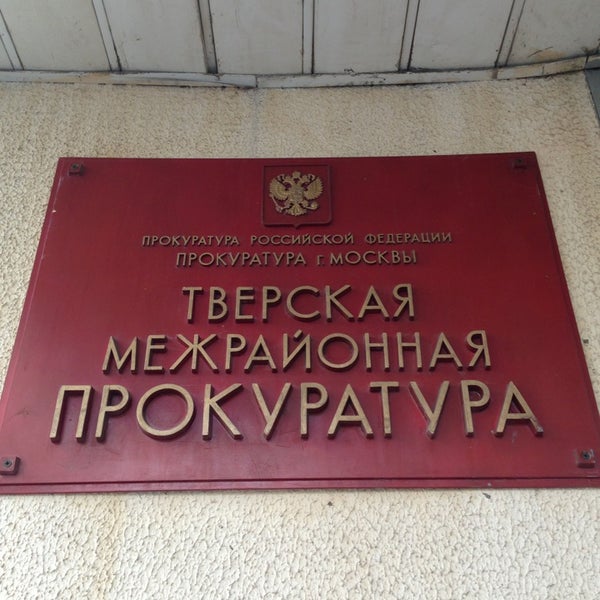 ПРОКУРАТУРА РОССИЙСКОЙ ФЕДЕРАЦИИ
ПРОКУРАТУРА г. МОСКВЫ
ТВЕРСКАЯ
МЕЖРАЙОННАЯ
ПРОКУРАТУРА